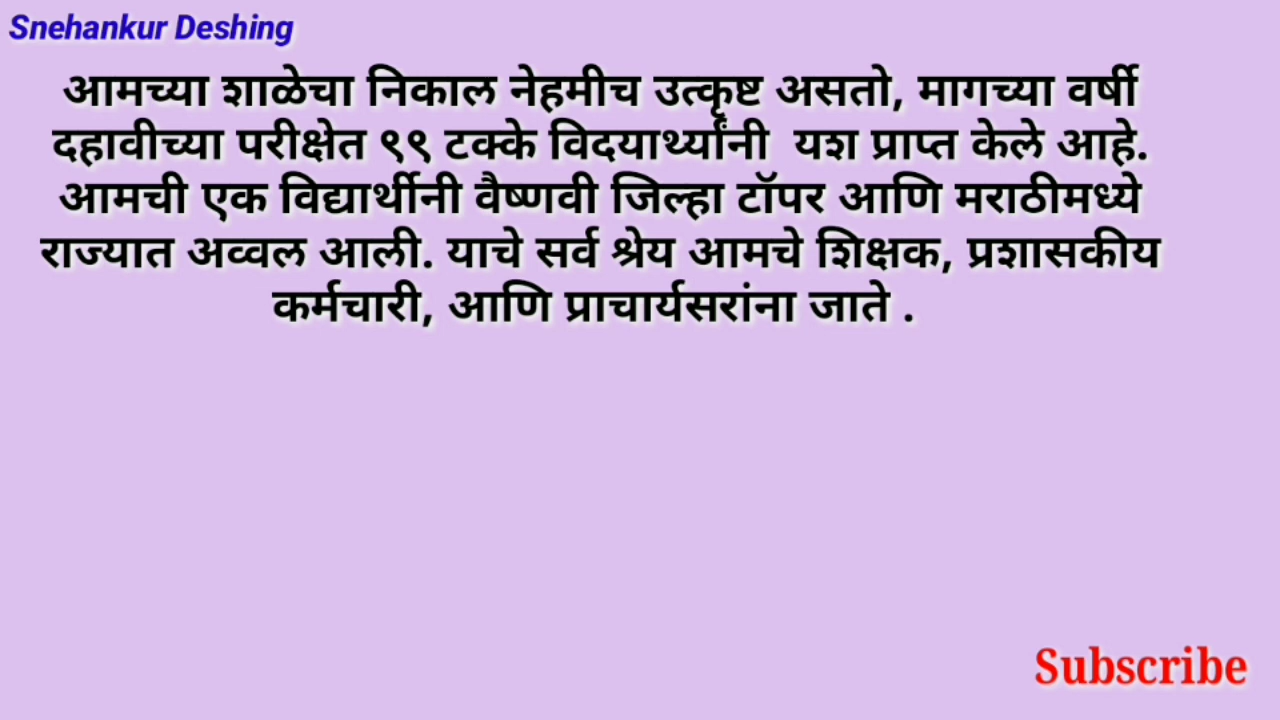 Snehankur Deshing
आमच्या शाळेचा निकाल नेहमीच उत्कृष्ट असतो, मागच्या वर्षी
दहावीच्या परीक्षेत ९९ टक्के विदयार्थ्यांनी  यश प्राप्त केले आहे.
आमची एक विद्यार्थीनी वैष्णवी जिल्हा टॉपर आणि मराठीमध्ये
राज्यात अव्वल आली. याचे सर्व श्रेय आमचे शिक्षक, प्रशासकीय
कर्मचारी, आणि प्राचार्यसरांना जाते .
Subscribe